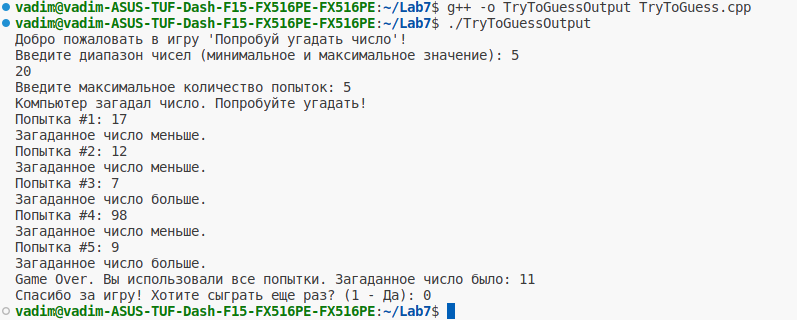 vadim@vadim-ASUS-TUF-Dash-F15-FX516PE-FX516PE:~/Lab7$ g++ -o TryToGuessOutput TryToGuess.cpp
vadim@vadim-ASUS-TUF-Dash-F15-FX516PE-FX516PE:~/Lab7$ ./TryToGuessOutput
Добро пожаловать в игру 'Попробуй угадать число'!
Введите диапазон чисел (минимальное и максимальное значение): 5
20
Введите максимальное количество попыток: 5
Компьютер загадал число. Попробуйте угадать!
Попытка #1: 17
Загаданное число меньше.
Попытка #2: 12
Загаданное число меньше.
Попытка #3: 7
Загаданное число больше.
Попытка #4: 98
Загаданное число меньше.
Попытка #5: 9
Загаданное число больше.
Game Over. Вы использовали все попытки. Загаданное число было: 11
Спасибо за игру! Хотите сыграть еще раз? (1 - Да): 0
vadim@vadim-ASUS-TUF-Dash-F15-FX516PE-FX516PE:~/Lab7$